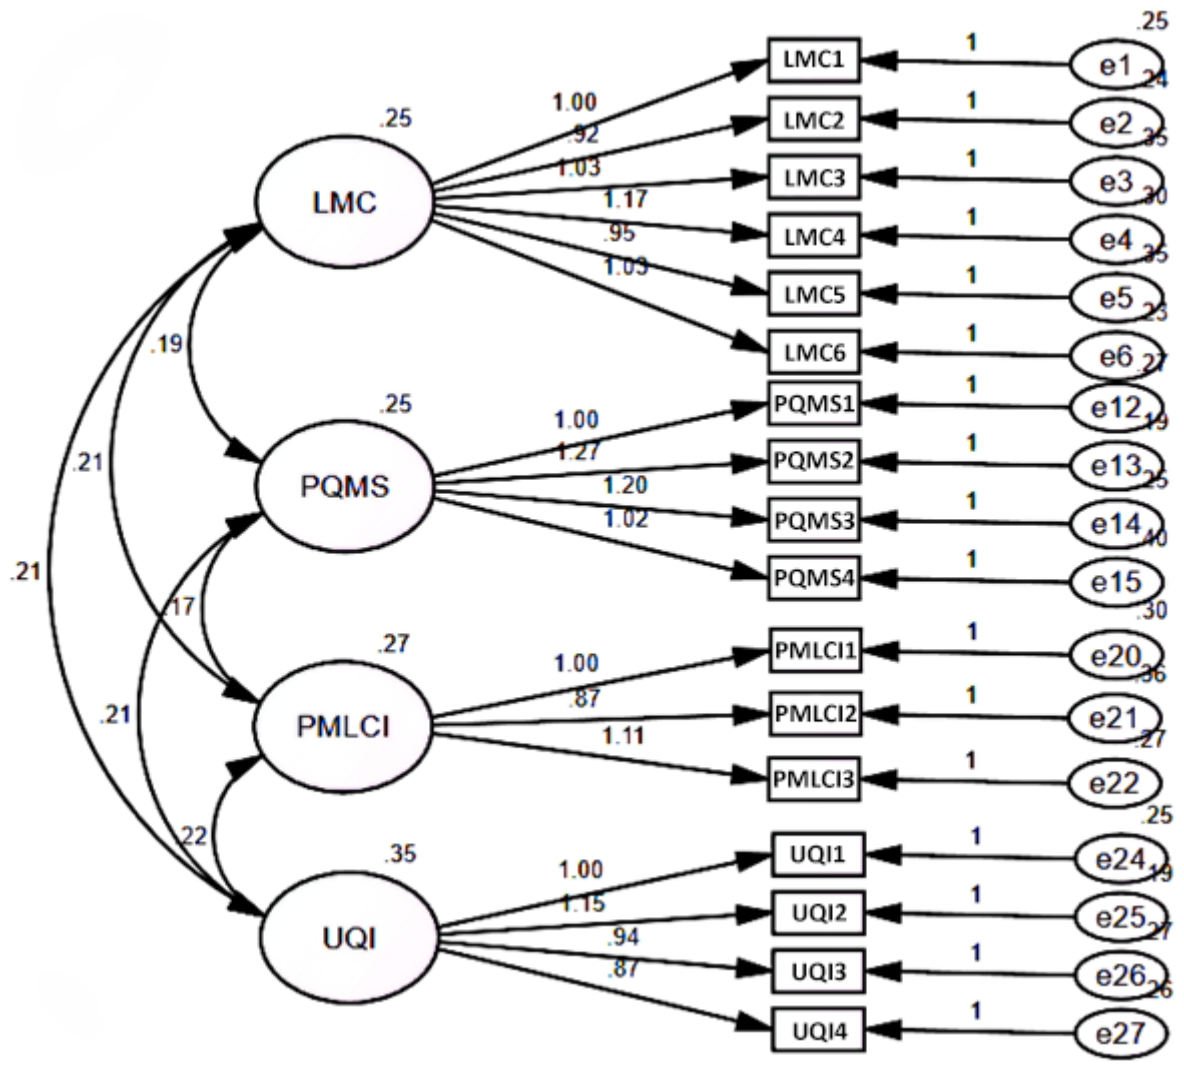 .25
LMC1
1
e1
.24
1.00
.25
LMC2
1
e2
.35
.92
LMC
1.03
LMC3
1
e3
.30
1.17
LMC4
1
e4
.35
.95
LMC5
1
e5
.23
1.03
LMC6
1
e6
.27
.19
.25
PQMS1
1
e12
.19
1.00
PQMS
1.27
PQMS2
1
e13
.25
1.20
PQMS3
1
e14
.40
1.02
PQMS4
1
e15
.21
.21
.17
.30
.27
PMLCI1
1
e20
.36
1.00
PMLCI
.87
PMLCI2
1
e21
.27
1.11
PMLCI3
1
e22
.21
.22
.25
.35
UQI1
1
e24
.19
1.00
UQI
1.15
UQI2
1
e25
.27
.94
UQI3
1
e26
.26
.87
UQI4
1
e27